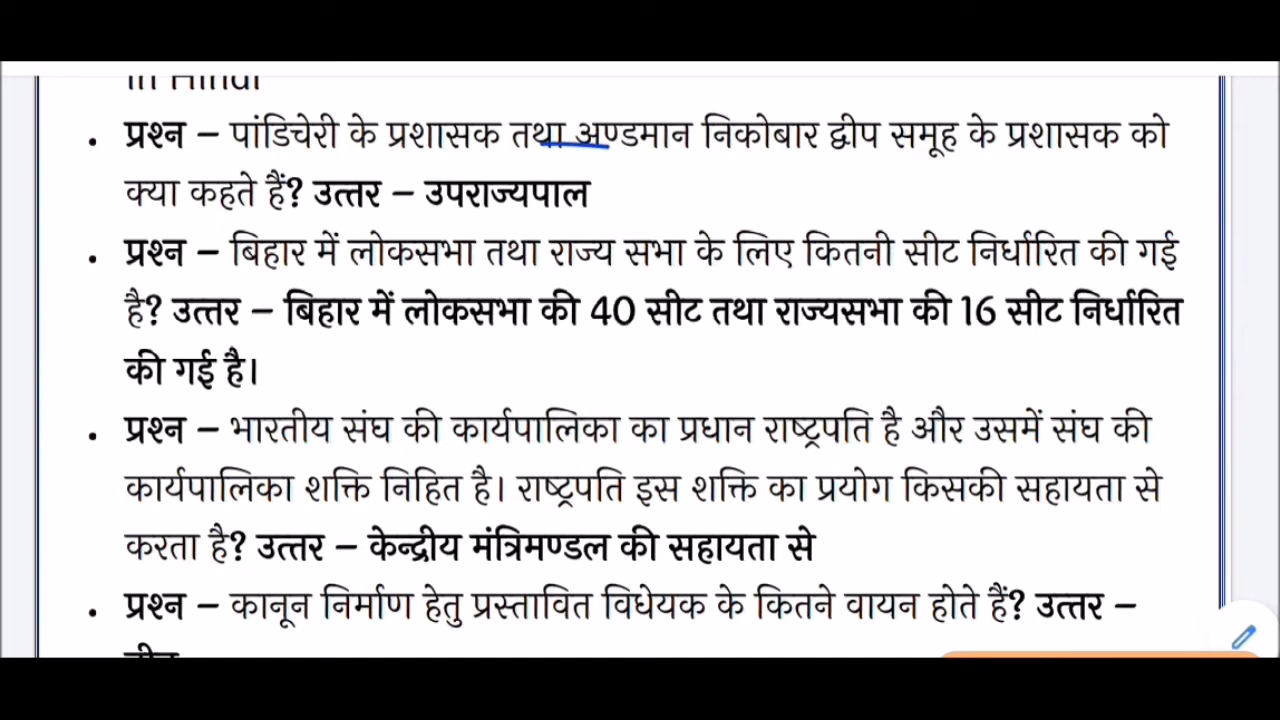 in Hindi
• प्रश्न – पांडिचेरी के प्रशासक तथा अण्डमान निकोबार द्वीप समूह के प्रशासक को
क्या कहते हैं? उत्तर – उपराज्यपाल
• प्रश्न – बिहार में लोकसभा तथा राज्य सभा के लिए कितनी सीट निर्धारित की गई
है? उत्तर – बिहार में लोकसभा की 40 सीट तथा राज्यसभा की 16 सीट निर्धारित
की गई है।
• प्रश्न – भारतीय संघ की कार्यपालिका का प्रधान राष्ट्रपति है और उसमें संघ की
कार्यपालिका शक्ति निहित है। राष्ट्रपति इस शक्ति का प्रयोग किसकी सहायता से
करता है? उत्तर – केन्द्रीय मंत्रिमण्डल की सहायता से
• प्रश्न – कानून निर्माण हेतु प्रस्तावित विधेयक के कितने वायन होते हैं? उत्तर –